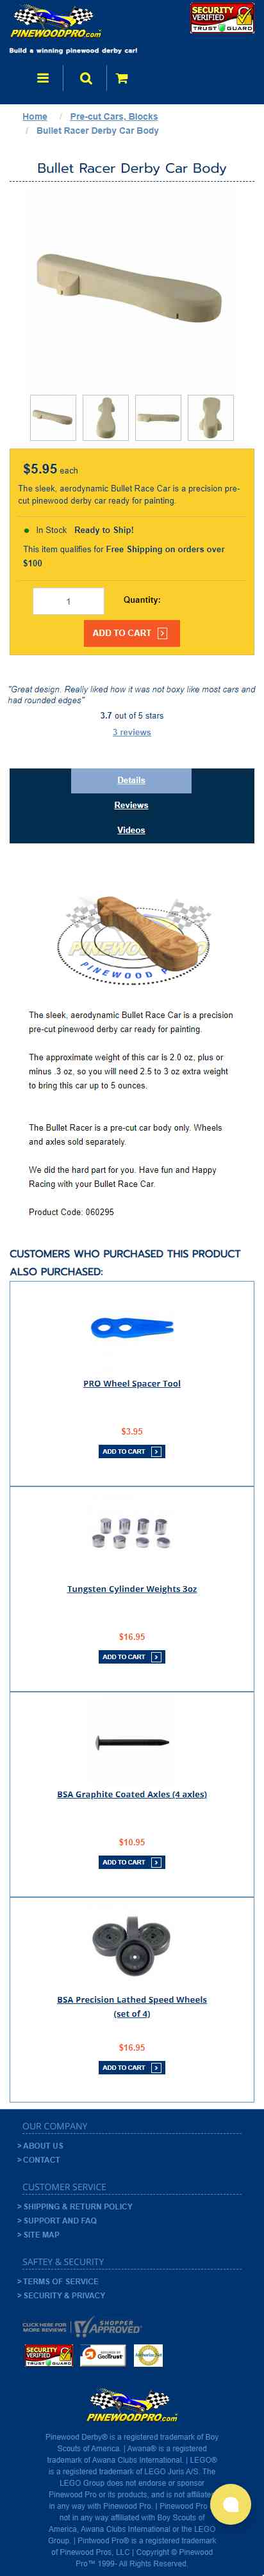 PINEWOODPRO.com
SECURITY
VERIFIED
TRUST GUARD
Build a winning pinewood derby car!
Home / Pre-cut Cars, Blocks
/ Bullet Racer Derby Car Body
Bullet Racer Derby Car Body
$5.95 each
The sleek, aerodynamic Bullet Race Car is a precision pre-
cut pinewood derby car ready for painting.
In Stock Ready to Ship!
This item qualifies for Free Shipping on orders over
$100
1 Quantity:
ADD TO CART
"Great design. Really liked how it was not boxy like most cars and
had rounded edges"
3.7 out of 5 stars
3 reviews
Details
Reviews
Videos
The sleek, aerodynamic Bullet Race Car is a precision
pre-cut pinewood derby car ready for painting.
The approximate weight of this car is 2.0 oz, plus or
minus .3 oz, so you will need 2.5 to 3 oz extra weight
to bring this car up to 5 ounces.
The Bullet Racer is a pre-cut car body only. Wheels
and axles sold separately.
We did the hard part for you. Have fun and Happy
Racing with your Bullet Race Car.
Product Code: 060295
CUSTOMERS WHO PURCHASED THIS PRODUCT
ALSO PURCHASED:
PRO Wheel Spacer Tool
$3.95
ADD TO CART
Tungsten Cylinder Weights 3oz
$16.95
ADD TO CART
BSA Graphite Coated Axles (4 axles)
$10.95
ADD TO CART
BSA Precision Lathed Speed Wheels
(set of 4)
$16.95
ADD TO CART
OUR COMPANY
> ABOUT US
> CONTACT
CUSTOMER SERVICE
> SHIPPING & RETURN POLICY
> SUPPORT AND FAQ
> SITE MAP
SAFTEY & SECURITY
> TERMS OF SERVICE
> SECURITY & PRIVACY
CLICK HERE FOR
MORE REVIEWS
SHOPPER
APPROVED
SECURITY
VERIFIED
TRUST GUARD
GeoTrust
PINEWOODPRO.com
Pinewood Derby® is a registered trademark of Boy
Scouts of America. | Awana® is a registered
trademark of Awana Clubs International. | LEGO®
is a registered trademark of LEGO Juris A/S. The
LEGO Group does not endorse or sponsor
Pinewood Pro or its products, and is not affiliated
in any way with Pinewood Pro. | Pinewood Pro is
not in any way affiliated with Boy Scouts of
America, Awana Clubs International or the LEGO
Group. | Pintwood Pro® is a registered trademark
of Pinewood Pros, LLC | Copyright © Pinewood
Pro™ 1999- All Rights Reserved.